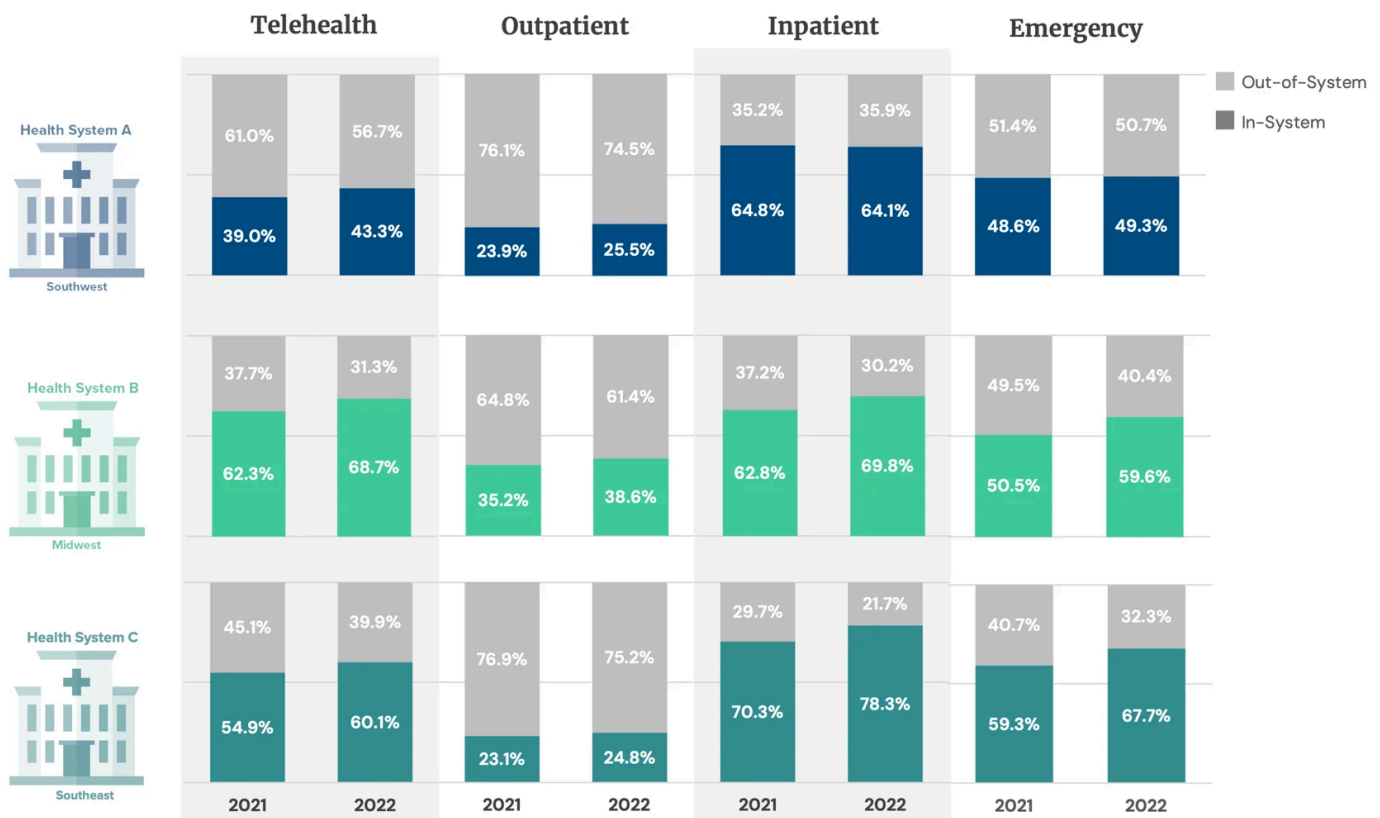 Telehealth Outpatient Inpatient Emergency
Out-of-System
In-System
Health System A
Southwest
61.0% 56.7% 76.1% 74.5% 35.2% 35.9% 51.4% 50.7%
39.0% 43.3% 23.9% 25.5% 64.8% 64.1% 48.6% 49.3%
Health System B
Midwest
37.7% 31.3% 64.8% 61.4% 37.2% 30.2% 49.5% 40.4%
62.3% 68.7% 35.2% 38.6% 62.8% 69.8% 50.5% 59.6%
Health System C
Southeast
45.1% 39.9% 76.9% 75.2% 29.7% 21.7% 40.7% 32.3%
54.9% 60.1% 23.1% 24.8% 70.3% 78.3% 59.3% 67.7%
2021 2022 2021 2022 2021 2022 2021 2022